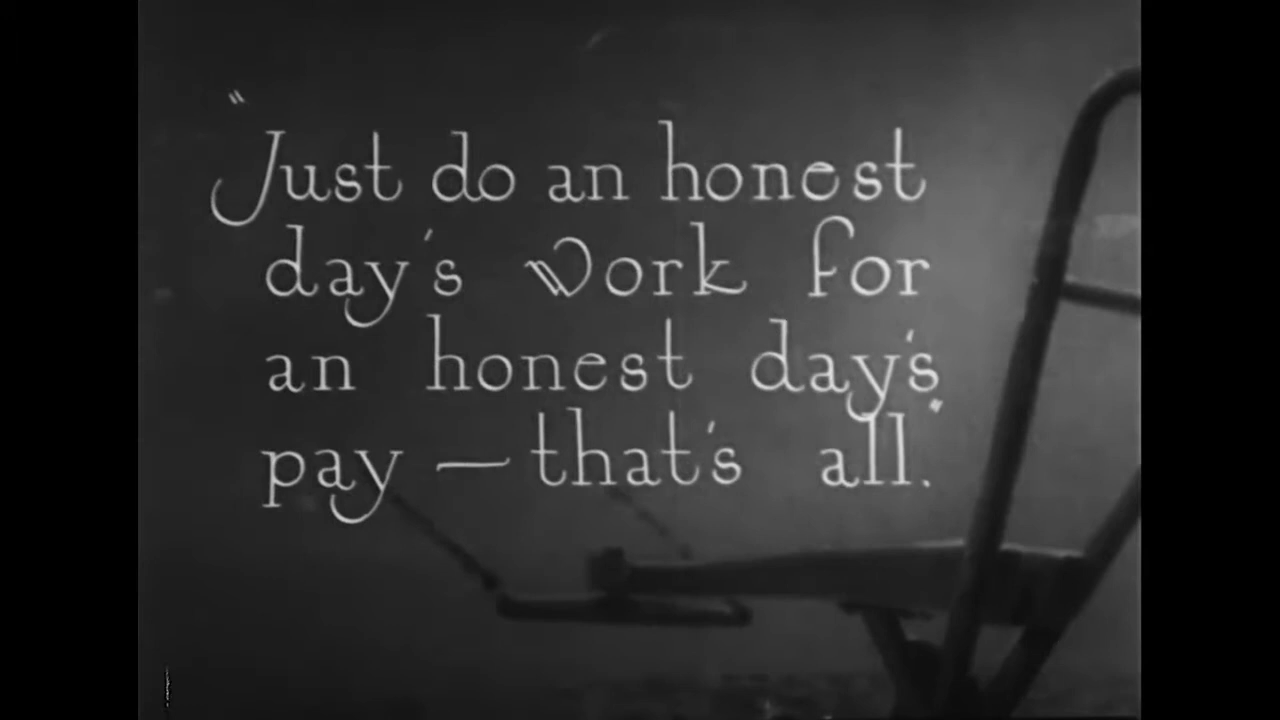 "Just do an honest
day's work for
an honest day's
pay — that's all."